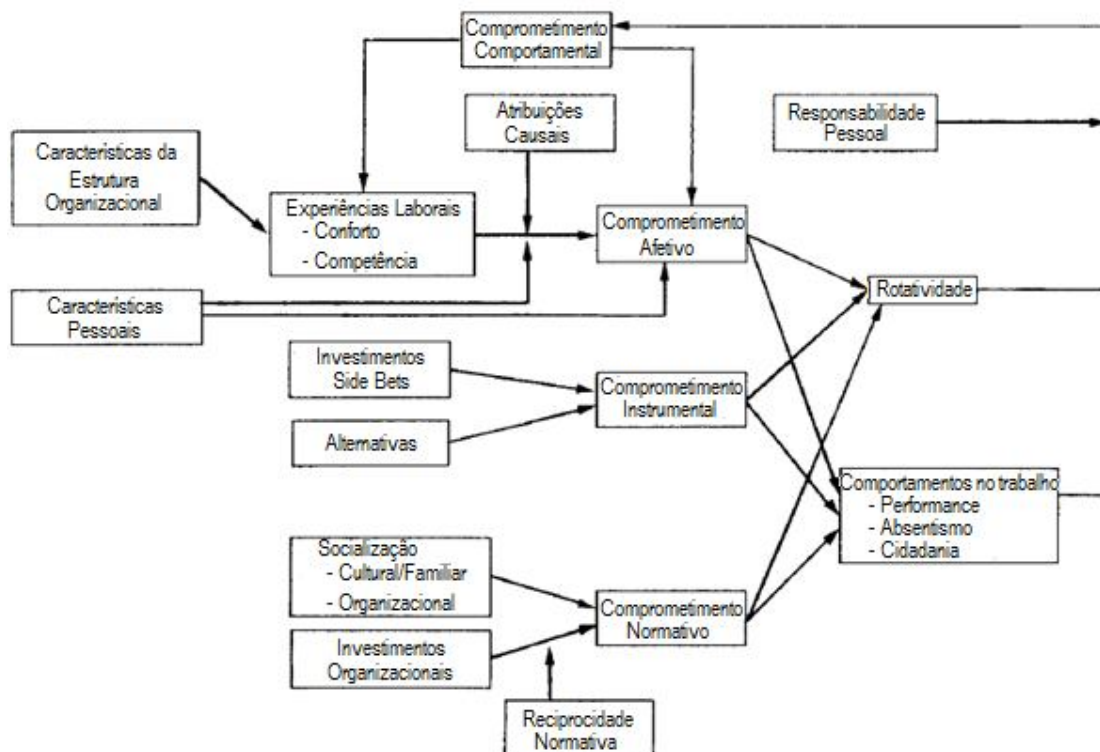 Comprometimento
Comportamental
Atribuições
Causais
Responsabilidade
Pessoal
Características da
Estrutura
Organizacional
Experiências Laborais
- Conforto
- Competência
Comprometimento
Afetivo
Rotatividade
Características
Pessoais
Investimentos
Side Bets
Comprometimento
Instrumental
Alternativas
Comportamentos no trabalho
- Performance
- Absentismo
- Cidadania
Socialização
- Cultural/Familiar
- Organizacional
Comprometimento
Normativo
Investimentos
Organizacionais
Reciprocidade
Normativa